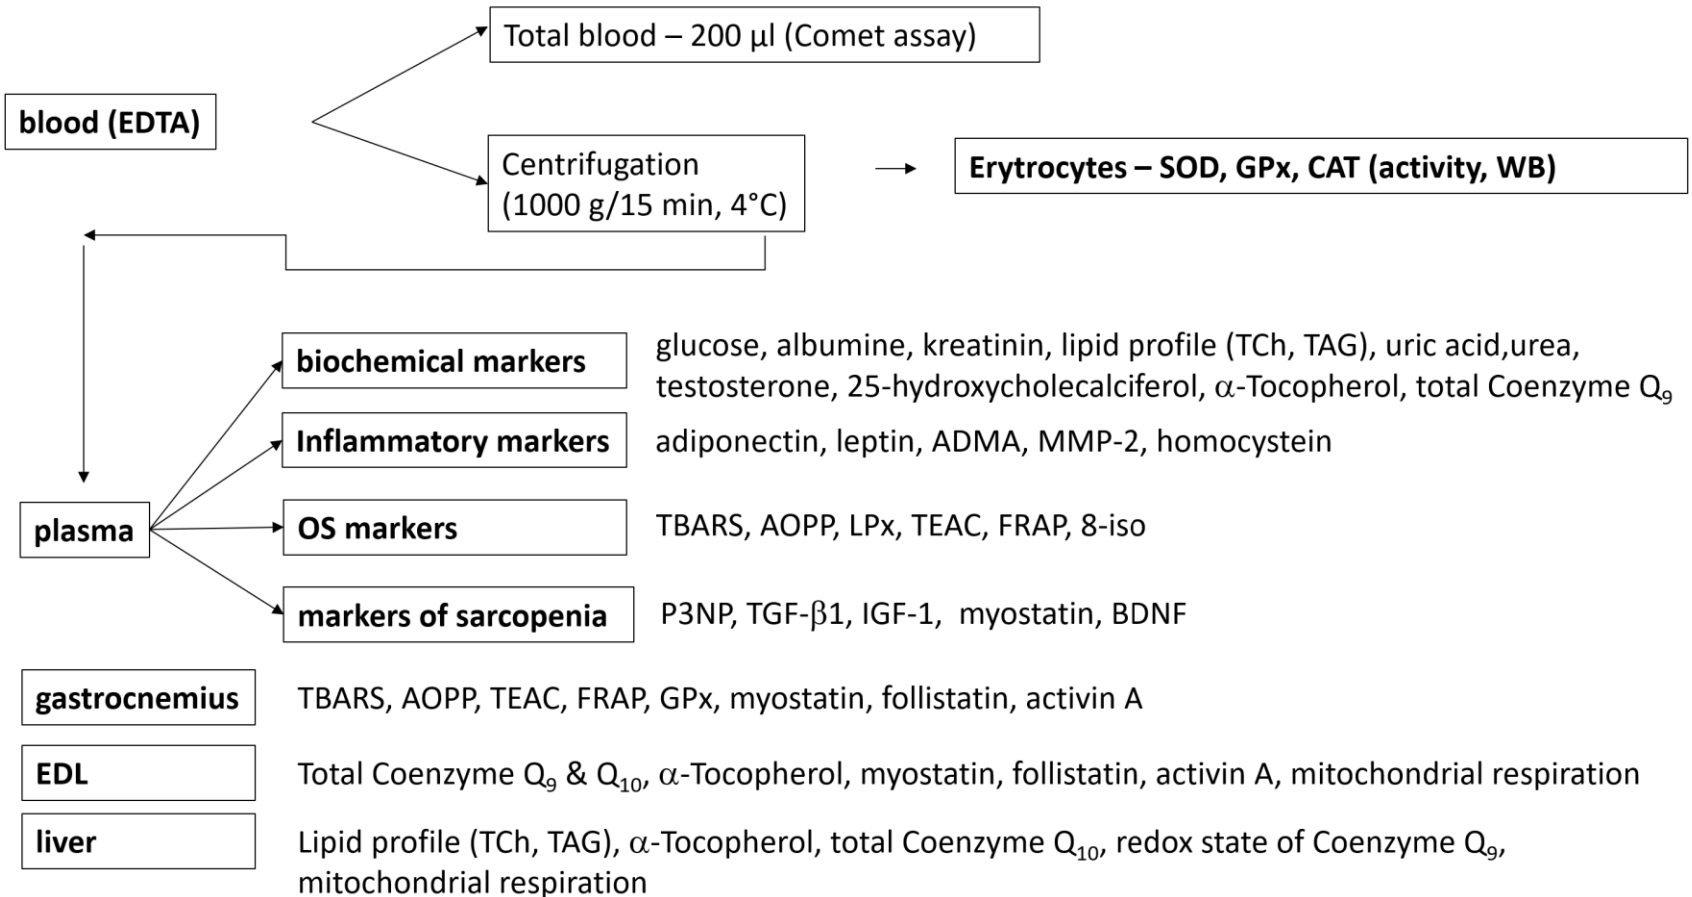 Total blood – 200 µl (Comet assay)
blood (EDTA)
Centrifugation
(1000 g/15 min, 4°C)
Erytrocytes – SOD, GPx, CAT (activity, WB)
biochemical markers
glucose, albumine, kreatinin, lipid profile (TCh, TAG), uric acid,urea,
testosterone, 25-hydroxycholecalciferol, α-Tocopherol, total Coenzyme Q₉
Inflammatory markers
adiponectin, leptin, ADMA, MMP-2, homocystein
plasma
OS markers
TBARS, AOPP, LPx, TEAC, FRAP, 8-iso
markers of sarcopenia
P3NP, TGF-β1, IGF-1, myostatin, BDNF
gastrocnemius
TBARS, AOPP, TEAC, FRAP, GPx, myostatin, follistatin, activin A
EDL
Total Coenzyme Q₉ & Q₁₀, α-Tocopherol, myostatin, follistatin, activin A, mitochondrial respiration
liver
Lipid profile (TCh, TAG), α-Tocopherol, total Coenzyme Q₁₀, redox state of Coenzyme Q₉,
mitochondrial respiration